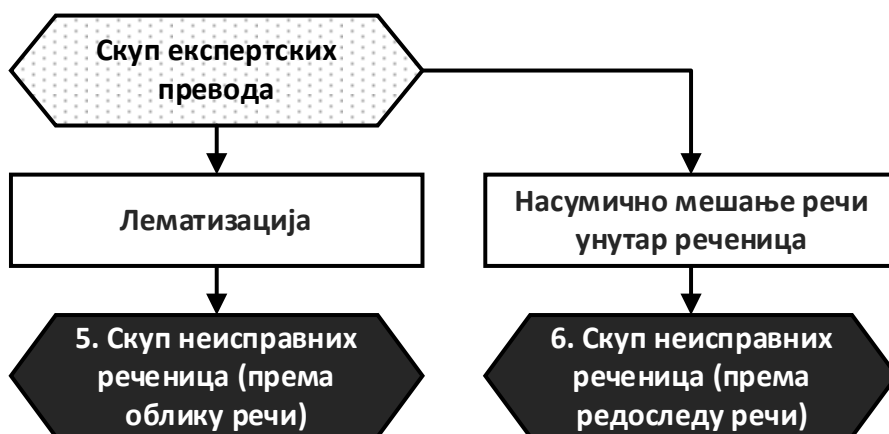 Скуп експертских
превода
Лематизација
Насумично мешање речи
унутар реченица
5. Скуп неисправних
реченица (према
облику речи)
6. Скуп неисправних
реченица (према
редоследу речи)